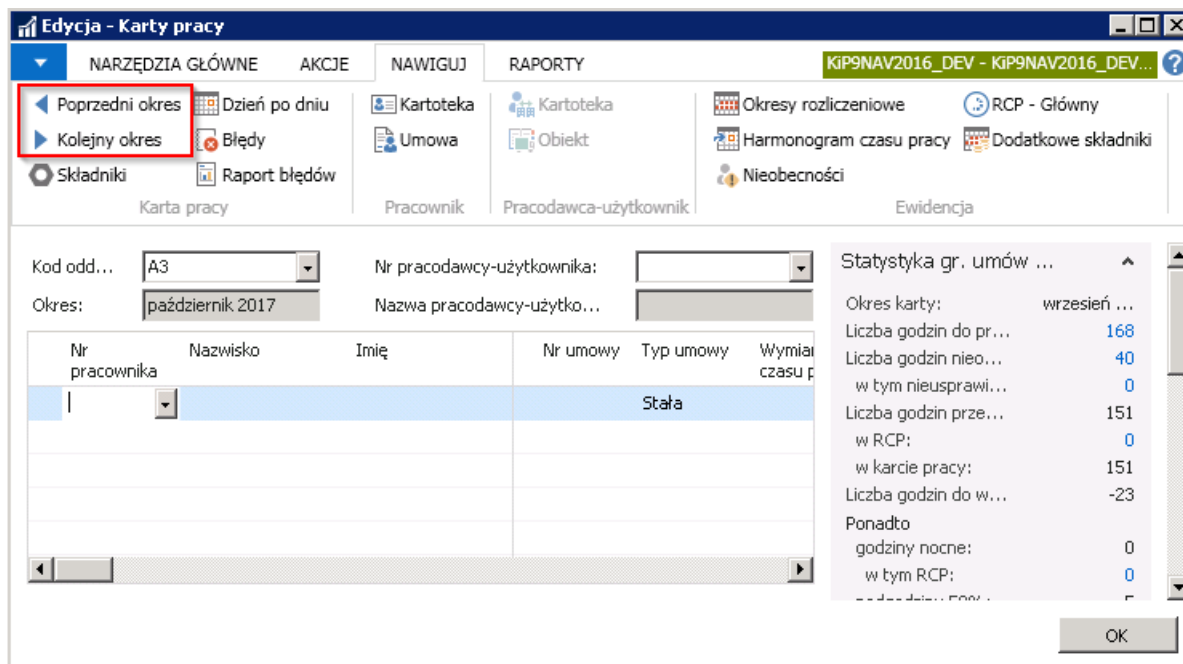 Edycja - Karty pracy
NARZĘDZIA GŁÓWNE AKCJE NAWIGUJ RAPORTY KiP9NAV2016_DEV - KiP9NAV2016_DEV... ?
Poprzedni okres Dzień po dniu Kartoteka Kartoteka Okresy rozliczeniowe RCP - Główny
Kolejny okres Błędy Umowa Obiekt Harmonogram czasu pracy Dodatkowe składniki
Składniki Raport błędów Nieobecności
Karta pracy Pracownik Pracodawca-użytkownik Ewidencja
Kod odd... A3 Nr pracodawcy-użytkownika:
Okres: październik 2017 Nazwa pracodawcy-użytko...
Nr pracownika Nazwisko Imię Nr umowy Typ umowy Wymiar czasu p
Stała
Statystyka gr. umów ...
Okres karty: wrzesień ...
Liczba godzin do pr... 168
Liczba godzin nieo... 40
w tym nieusprawi... 0
Liczba godzin prze... 151
w RCP: 0
w karcie pracy: 151
Liczba godzin do w... -23
Ponadto
godziny nocne: 0
w tym RCP: 0
OK